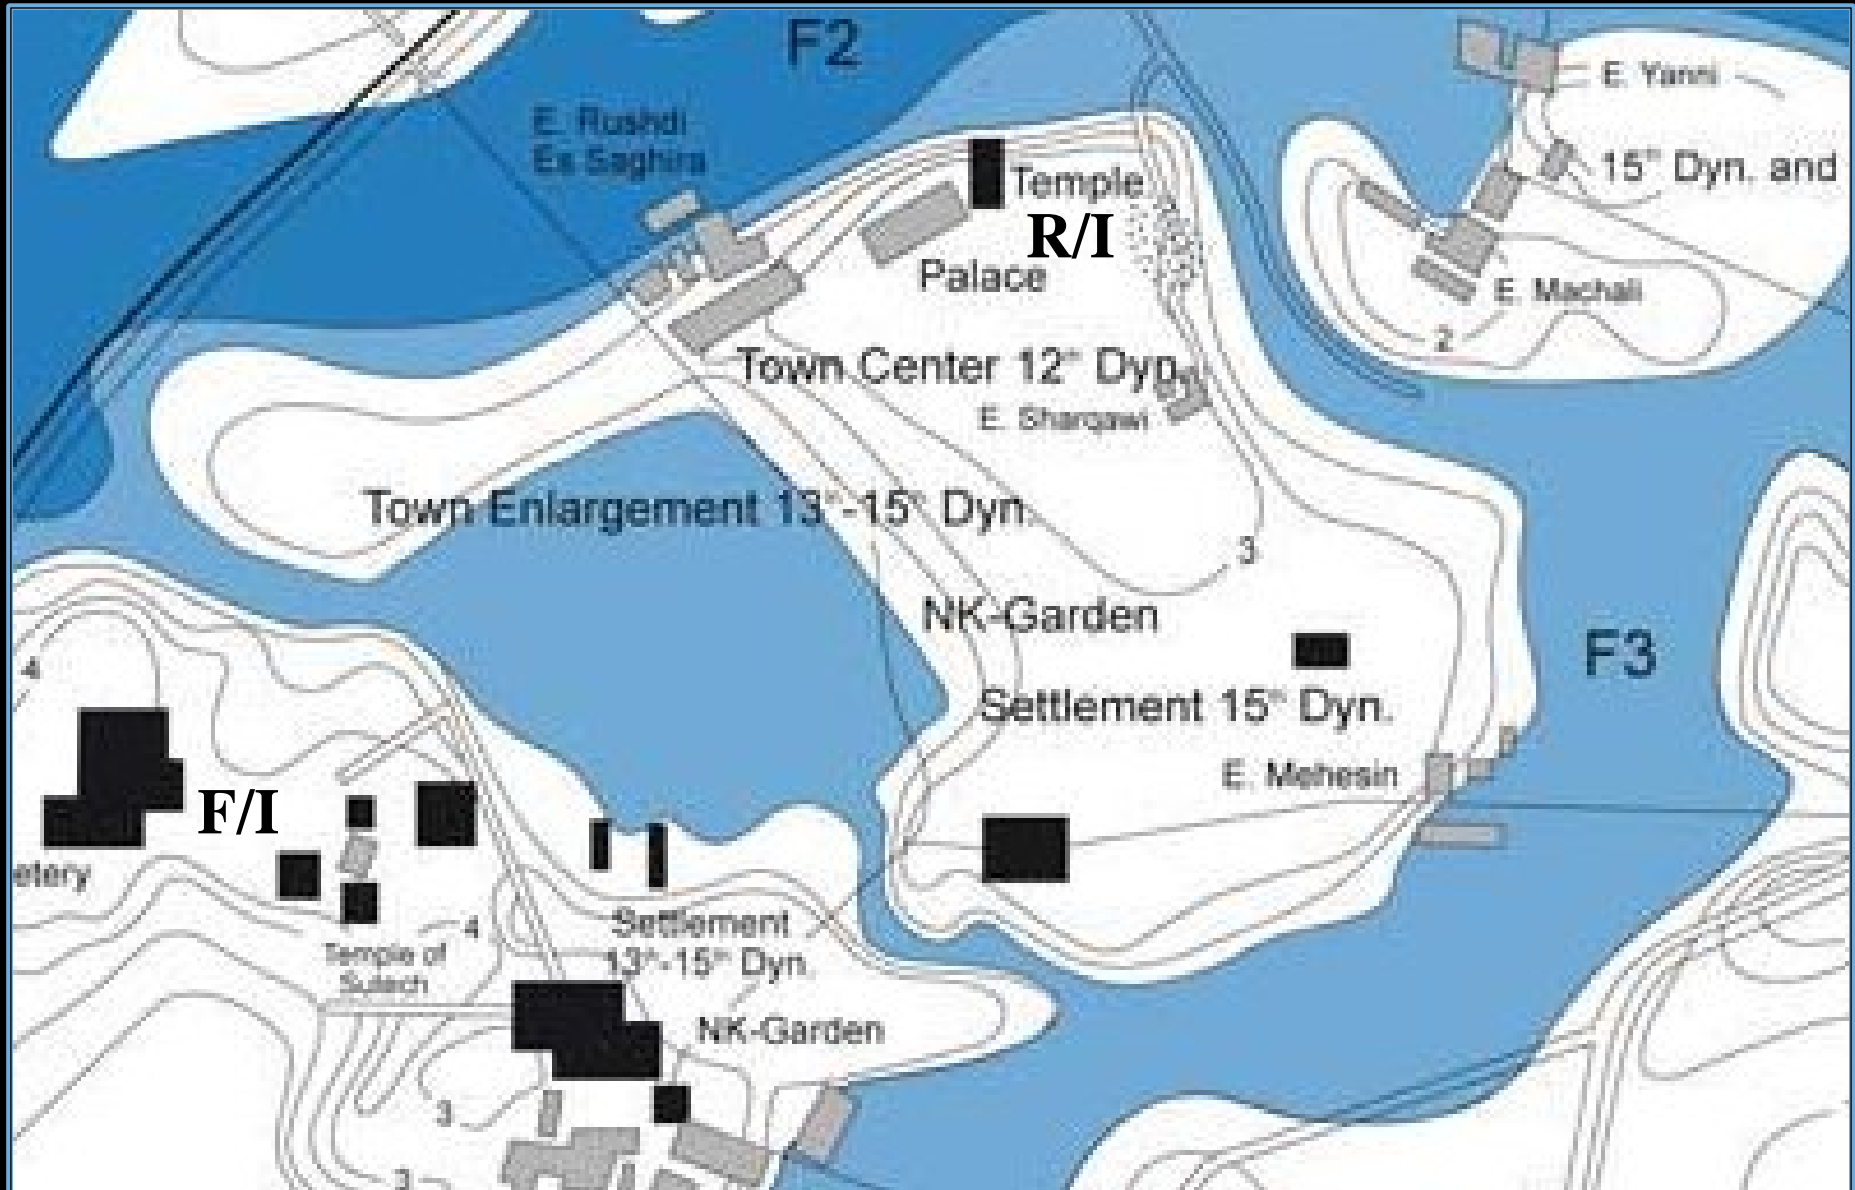 F2
E. Yanni
E. Rushdi
Es Saghira
15th Dyn. and
Temple
R/I
Palace
E. Machali
2
Town Center 12th Dyn.
E. Sharqawi
Town Enlargement 13th-15th Dyn.
3
NK-Garden
F3
4
Settlement 15th Dyn.
E. Mehesin
F/I
etery
Settlement
13th-15th Dyn.
4
Temple of
Sutech
NK-Garden
3
3